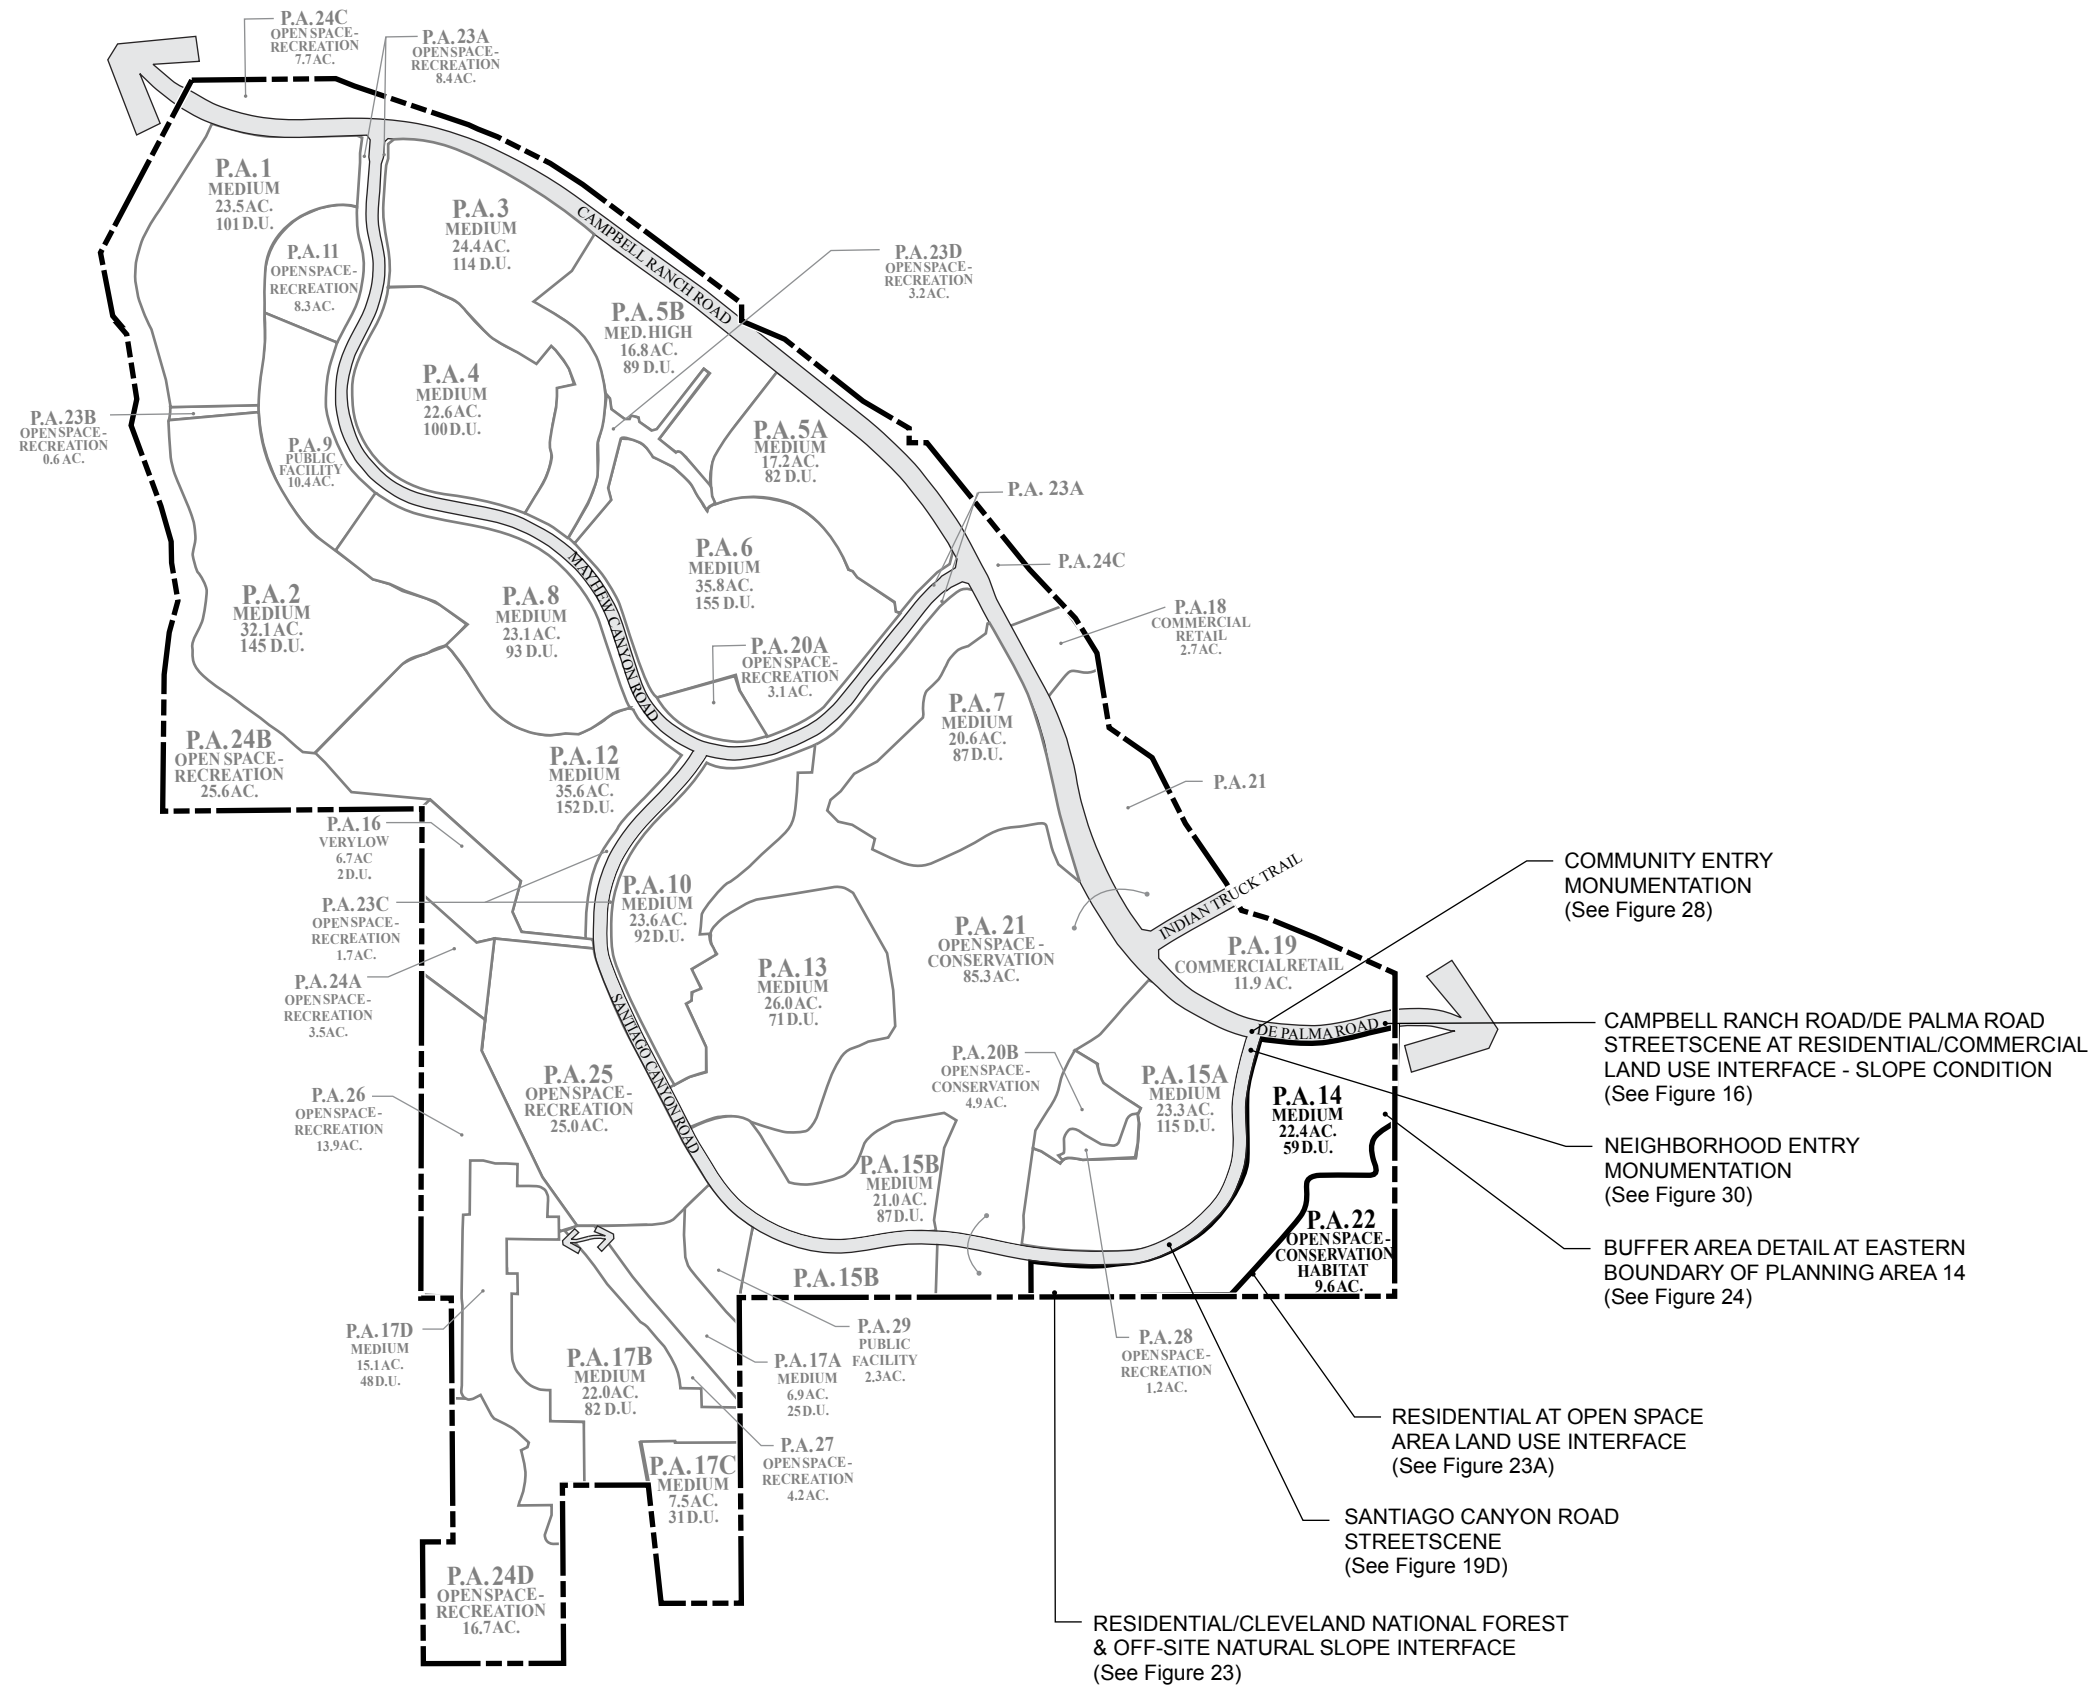 P.A.24C
OPEN SPACE-
RECREATION
7.7 AC.
P.A.23A
OPEN SPACE-
RECREATION
8.4 AC.
P.A.1
MEDIUM
23.5 AC.
101 D.U.
P.A.3
MEDIUM
24.4 AC.
114 D.U.
CAMPBELL RANCH ROAD
P.A.11
OPEN SPACE-
RECREATION
8.3 AC.
P.A.23D
OPEN SPACE-
RECREATION
3.2 AC.
P.A.5B
MED. HIGH
16.8 AC.
89 D.U.
P.A.4
MEDIUM
22.6 AC.
100 D.U.
P.A.23B
OPEN SPACE-
RECREATION
0.6 AC.
P.A.9
PUBLIC
FACILITY
10.4 AC.
P.A.5A
MEDIUM
17.2 AC.
82 D.U.
P.A. 23A
P.A.6
MEDIUM
35.8 AC.
155 D.U.
P.A.24C
P.A.2
MEDIUM
32.1 AC.
145 D.U.
P.A.8
MEDIUM
23.1 AC.
93 D.U.
MAYHEW CANYON ROAD
P.A.18
COMMERCIAL
RETAIL
2.7 AC.
P.A.20A
OPEN SPACE-
RECREATION
3.1 AC.
P.A.7
MEDIUM
20.6 AC.
87 D.U.
P.A.24B
OPEN SPACE-
RECREATION
25.6 AC.
P.A.12
MEDIUM
35.6 AC.
152 D.U.
P.A.21
P.A.16
VERY LOW
6.7 AC
2 D.U.
P.A.23C
OPEN SPACE-
RECREATION
1.7 AC.
P.A.10
MEDIUM
23.6 AC.
92 D.U.
INDIAN TRUCK TRAIL
COMMUNITY ENTRY
MONUMENTATION
(See Figure 28)
P.A.21
OPEN SPACE -
CONSERVATION
85.3 AC.
P.A.19
COMMERCIAL RETAIL
11.9 AC.
P.A.24A
OPEN SPACE-
RECREATION
3.5 AC.
P.A.13
MEDIUM
26.0 AC.
71 D.U.
SANTIAGO CANYON ROAD
DE PALMA ROAD
CAMPBELL RANCH ROAD/DE PALMA ROAD
STREETSCENE AT RESIDENTIAL/COMMERCIAL
LAND USE INTERFACE - SLOPE CONDITION
(See Figure 16)
P.A.20B
OPEN SPACE-
CONSERVATION
4.9 AC.
P.A.15A
MEDIUM
23.3 AC.
115 D.U.
P.A.14
MEDIUM
22.4 AC.
59 D.U.
P.A.25
OPEN SPACE-
RECREATION
25.0 AC.
P.A.26
OPEN SPACE-
RECREATION
13.9 AC.
NEIGHBORHOOD ENTRY
MONUMENTATION
(See Figure 30)
P.A.15B
MEDIUM
21.0 AC.
87 D.U.
P.A.22
OPEN SPACE-
CONSERVATION
HABITAT
9.6 AC.
BUFFER AREA DETAIL AT EASTERN
BOUNDARY OF PLANNING AREA 14
(See Figure 24)
P.A.15B
P.A.17D
MEDIUM
15.1 AC.
48 D.U.
P.A.29
PUBLIC
FACILITY
2.3 AC.
P.A.28
OPEN SPACE-
RECREATION
1.2 AC.
P.A.17B
MEDIUM
22.0 AC.
82 D.U.
P.A.17A
MEDIUM
6.9 AC.
25 D.U.
RESIDENTIAL AT OPEN SPACE
AREA LAND USE INTERFACE
(See Figure 23A)
P.A.27
OPEN SPACE-
RECREATION
4.2 AC.
P.A.17C
MEDIUM
7.5 AC.
31 D.U.
SANTIAGO CANYON ROAD
STREETSCENE
(See Figure 19D)
P.A.24D
OPEN SPACE-
RECREATION
16.7 AC.
RESIDENTIAL/CLEVELAND NATIONAL FOREST
& OFF-SITE NATURAL SLOPE INTERFACE
(See Figure 23)